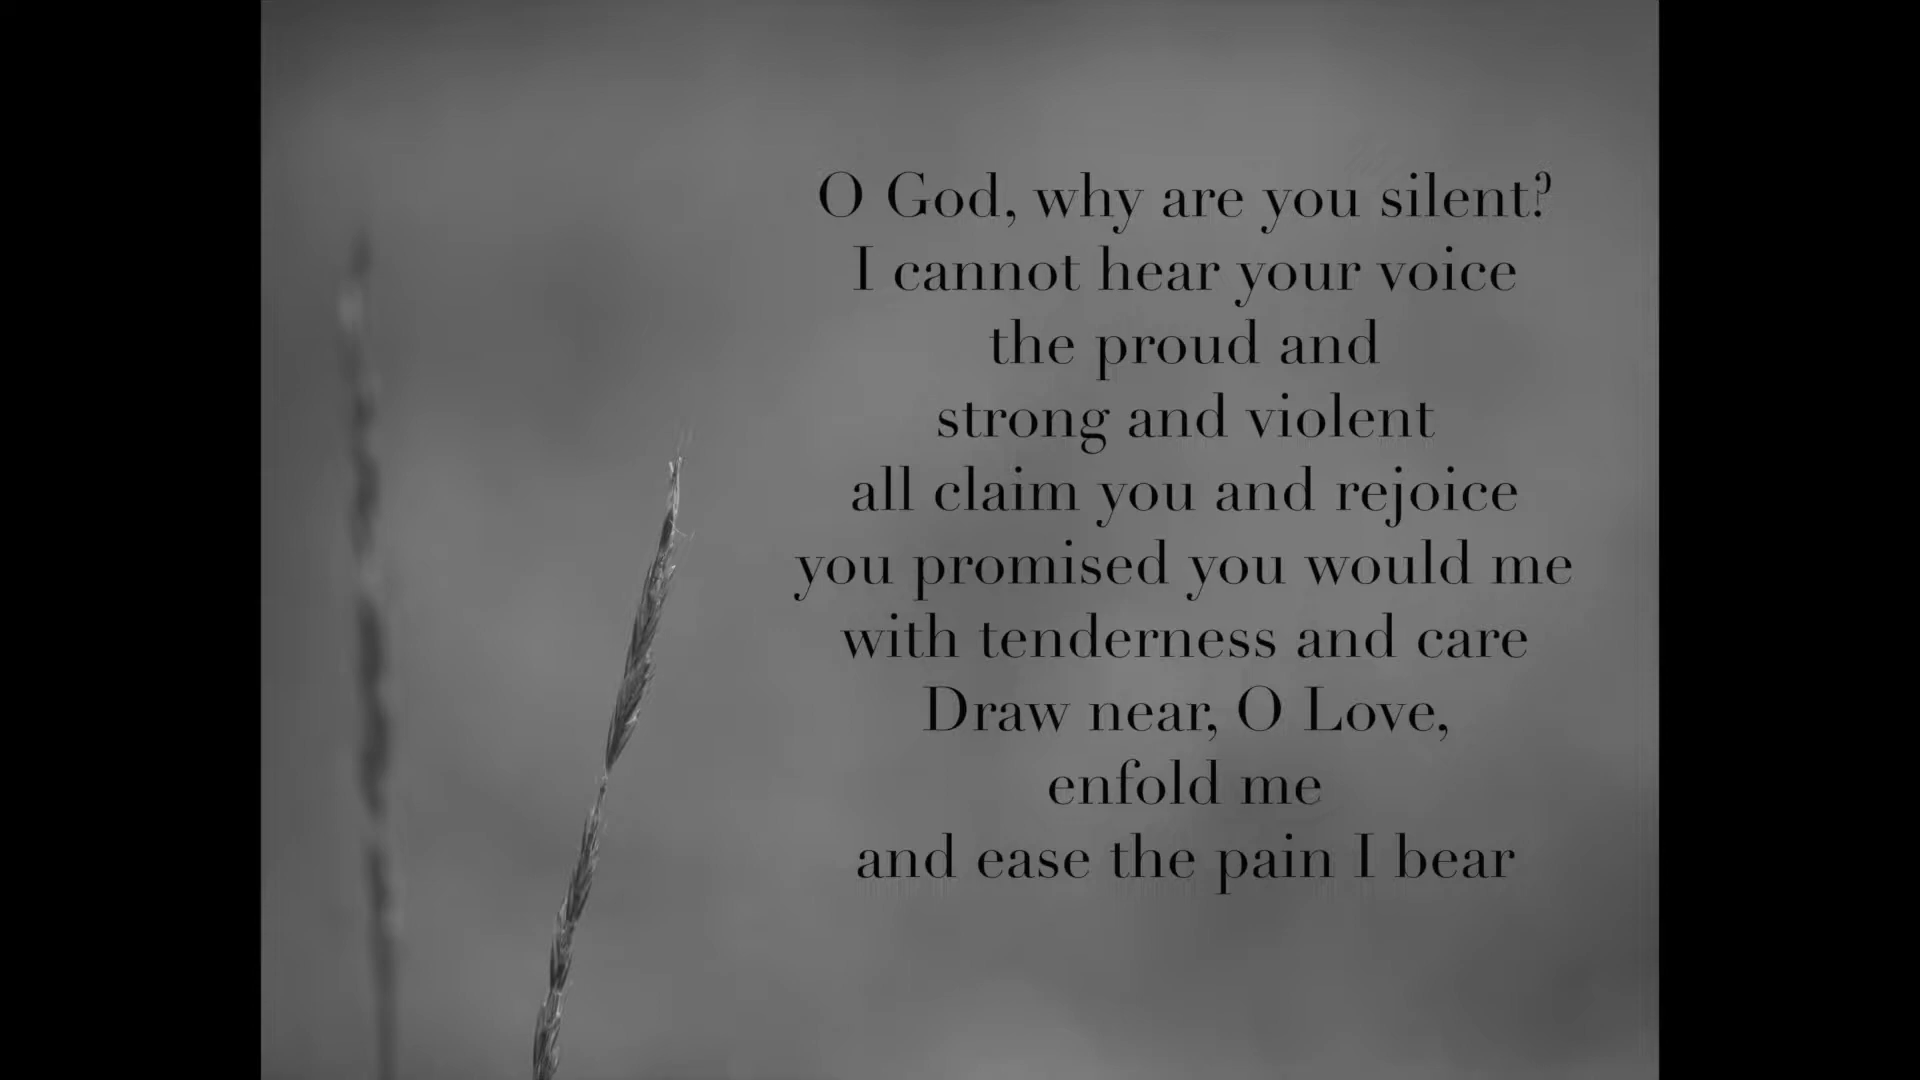 O God, why are you silent?
I cannot hear your voice
the proud and
strong and violent
all claim you and rejoice
you promised you would me
with tenderness and care
Draw near, O Love,
enfold me
and ease the pain I bear